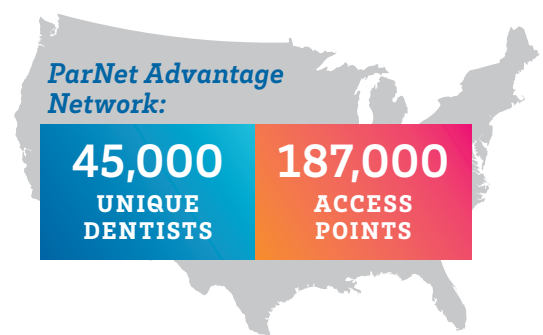 ParNet Advantage
Network:
45,000
UNIQUE
DENTISTS
187,000
ACCESS
POINTS